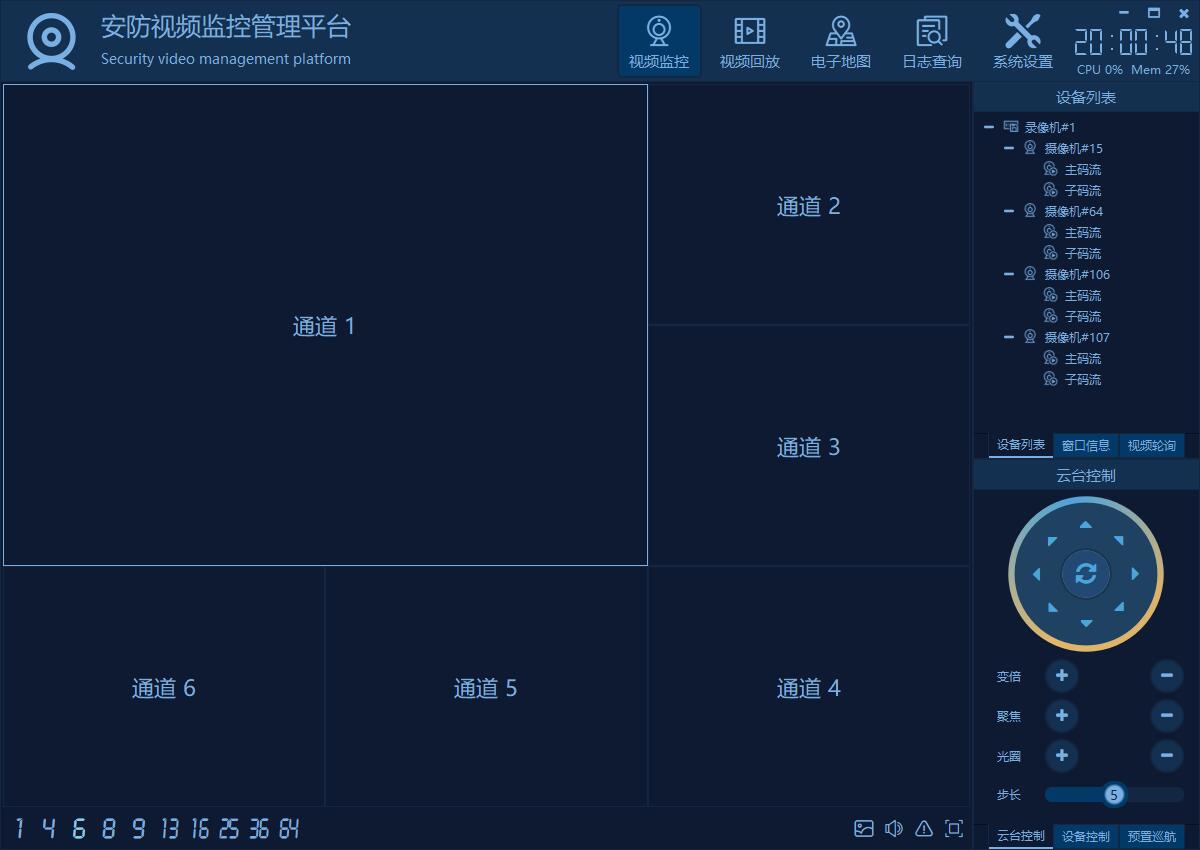 安防视频监控管理平台
Security video management platform
视频监控
视频回放
电子地图
日志查询
系统设置
20:00:48
CPU 0% Mem 27%
通道 1
通道 2
通道 3
通道 6
通道 5
通道 4
1 4 6 8 9 13 16 25 36 64
设备列表
录像机#1
摄像机#15
主码流
子码流
摄像机#64
主码流
子码流
摄像机#106
主码流
子码流
摄像机#107
主码流
子码流
设备列表 窗口信息 视频轮询
云台控制
变倍
聚焦
光圈
步长 5
云台控制 设备控制 预置巡航